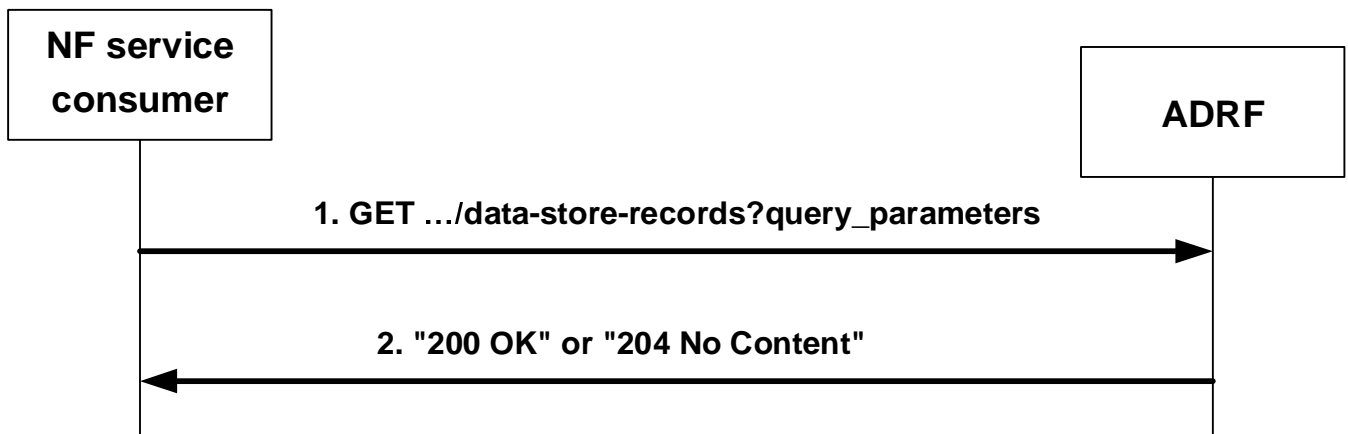 NF service
consumer
ADRF
1. GET …/data-store-records?query_parameters
2. "200 OK" or "204 No Content"